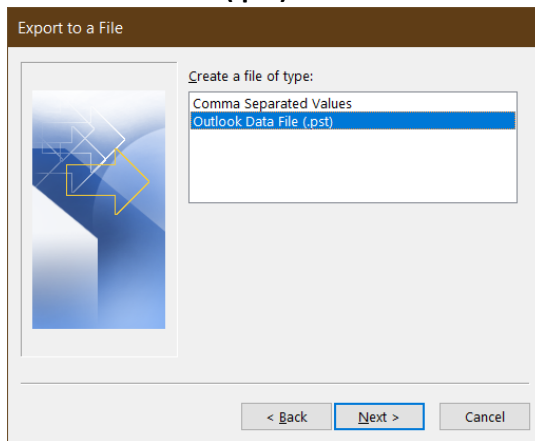 Export to a File
Create a file of type:
Comma Separated Values
Outlook Data File (.pst)
< Back
Next >
Cancel